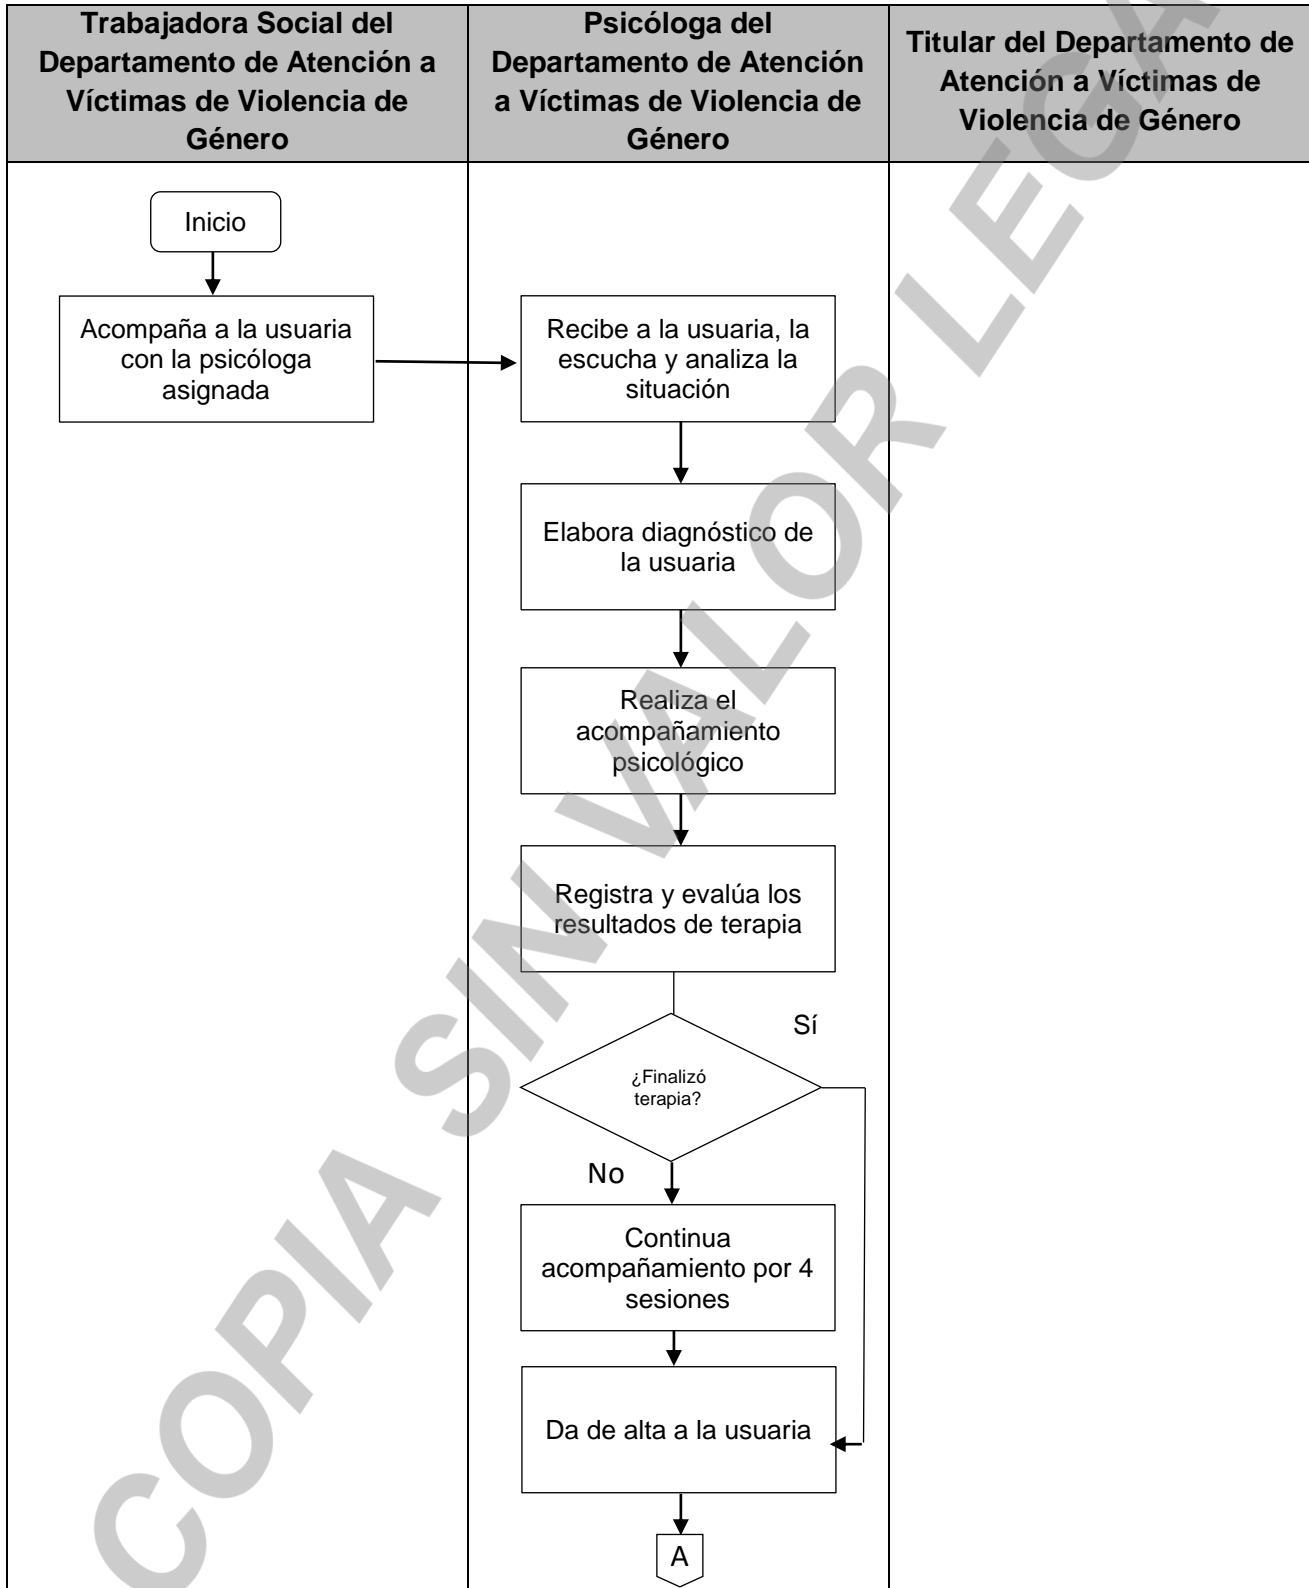 Trabajadora Social del
Departamento de Atención a
Víctimas de Violencia de
Género
Psicóloga del
Departamento de Atención
a Víctimas de Violencia de
Género
Titular del Departamento de
Atención a Víctimas de
Violencia de Género
Inicio
Acompaña a la usuaria
con la psicóloga
asignada
Recibe a la usuaria, la
escucha y analiza la
situación
Elabora diagnóstico de
la usuaria
Realiza el
acompañamiento
psicológico
Registra y evalúa los
resultados de terapia
Sí
¿Finalizó
terapia?
No
Continua
acompañamiento por 4
sesiones
Da de alta a la usuaria
A
COPIA SIN VALOR LEGA